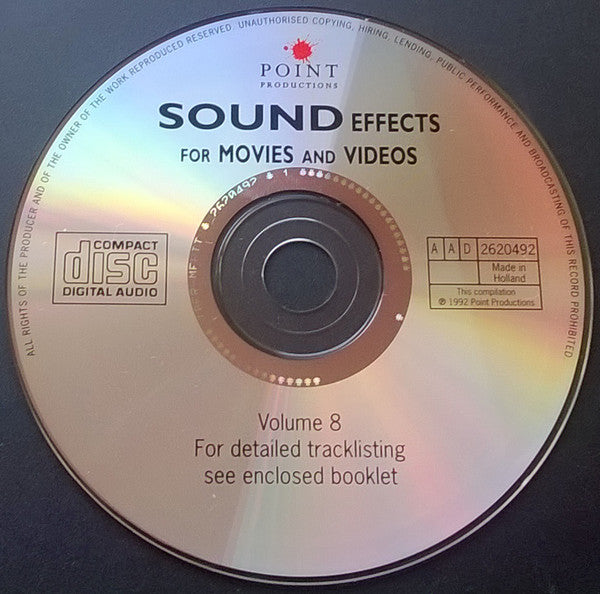 ALL RIGHTS OF THE PRODUCER AND OF THE OWNER OF THE WORK REPRODUCED RESERVED. UNAUTHORISED COPYING, HIRING, LENDING, PUBLIC PERFORMANCE AND BROADCASTING OF THIS RECORD PROHIBITED
POINT
PRODUCTIONS
SOUND EFFECTS
FOR MOVIES AND VIDEOS
COMPACT
disc
DIGITAL AUDIO
2620492
A A D 2620492
Made in
Holland
This compilation
℗ 1992 Point Productions
Volume 8
For detailed tracklisting
see enclosed booklet